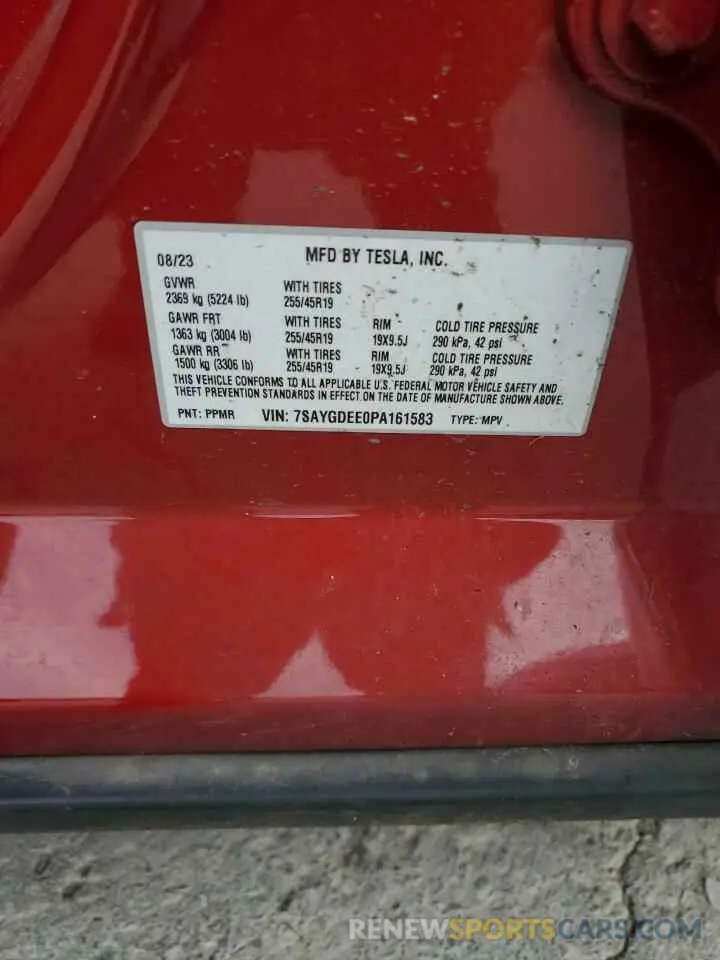 08/23 MFD BY TESLA, INC.
GVWR WITH TIRES
2369 kg (5224 lb) 255/45R19
GAWR FRT WITH TIRES RIM COLD TIRE PRESSURE
1363 kg (3004 lb) 255/45R19 19X9.5J 290 kPa, 42 psi
GAWR RR WITH TIRES RIM COLD TIRE PRESSURE
1500 kg (3306 lb) 255/45R19 19X9.5J 290 kPa, 42 psi
THIS VEHICLE CONFORMS TO ALL APPLICABLE U.S. FEDERAL MOTOR VEHICLE SAFETY AND
THEFT PREVENTION STANDARDS IN EFFECT ON THE DATE OF MANUFACTURE SHOWN ABOVE.
PNT: PPMR VIN: 7SAYGDEE0PA161583 TYPE: MPV
RENEWSPORTSCARS.COM